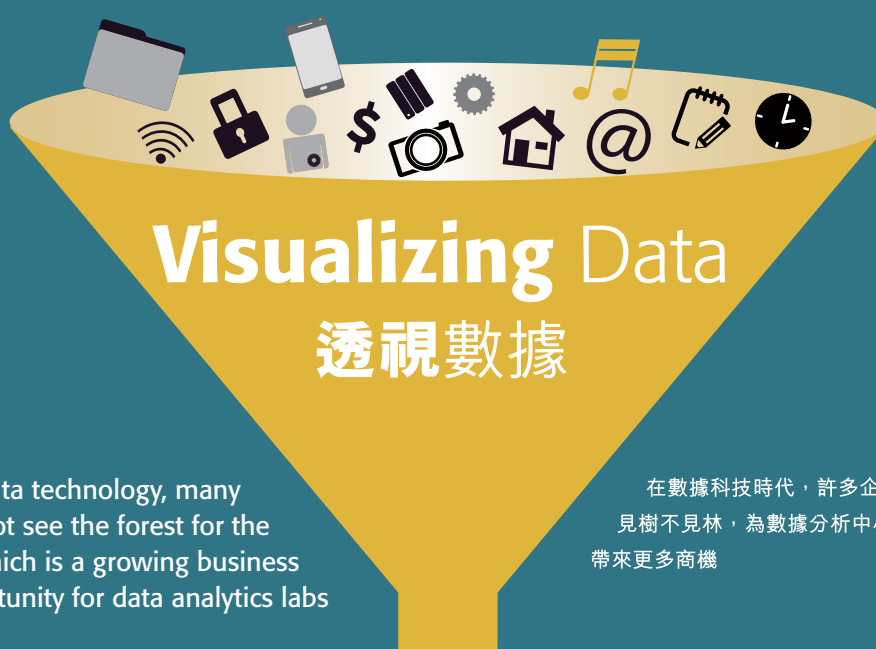 Visualizing Data
透視數據
ta technology, many
ot see the forest for the
ich is a growing business
tunity for data analytics labs
在數據科技時代，許多企
見樹不見林，為數據分析中
帶來更多商機